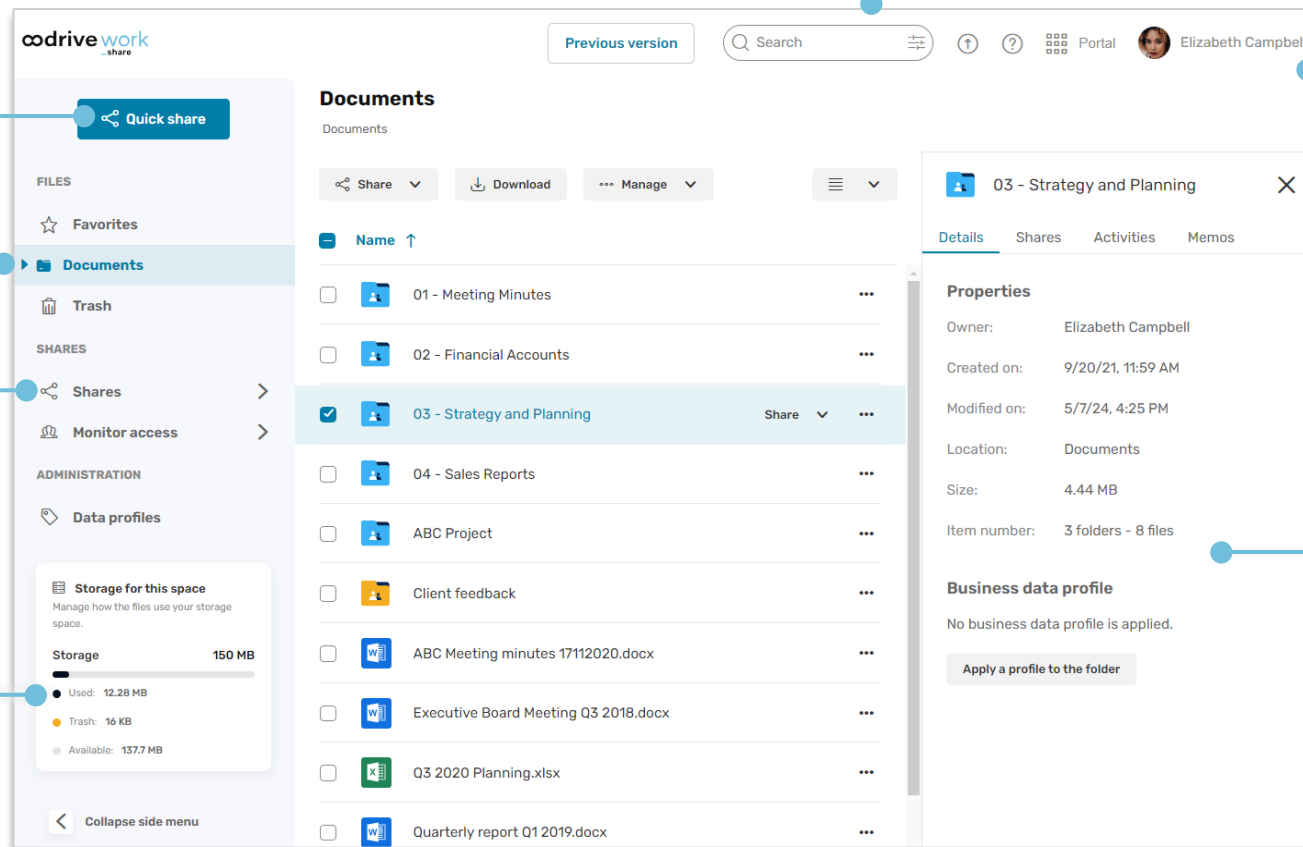 oodrive work
_share
Previous version
Search
Portal
Elizabeth Campbel
Quick share
FILES
Favorites
Documents
Trash
SHARES
Shares
Monitor access
ADMINISTRATION
Data profiles
Storage for this space
Manage how the files use your storage
space.
Storage 150 MB
Used: 12.28 MB
Trash: 16 KB
Available: 137.7 MB
Collapse side menu
Documents
Documents
Share
Download
Manage
Name
01 - Meeting Minutes
02 - Financial Accounts
03 - Strategy and Planning Share
04 - Sales Reports
ABC Project
Client feedback
ABC Meeting minutes 17112020.docx
Executive Board Meeting Q3 2018.docx
Q3 2020 Planning.xlsx
Quarterly report Q1 2019.docx
03 - Strategy and Planning
Details Shares Activities Memos
Properties
Owner: Elizabeth Campbell
Created on: 9/20/21, 11:59 AM
Modified on: 5/7/24, 4:25 PM
Location: Documents
Size: 4.44 MB
Item number: 3 folders - 8 files
Business data profile
No business data profile is applied.
Apply a profile to the folder